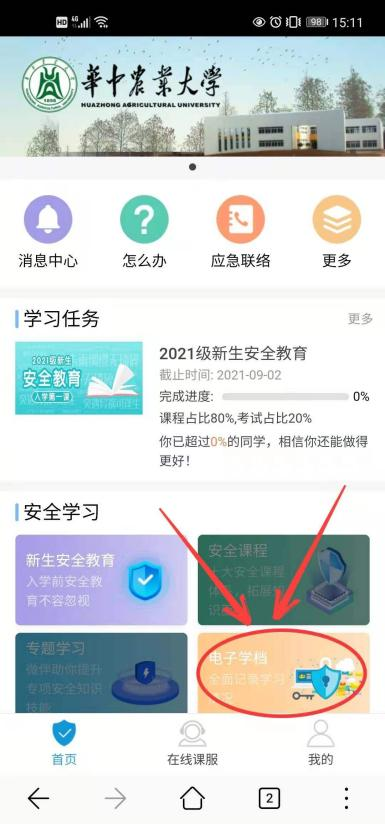 HD 4G 98 15:11
華中农業大学
HUAZHONG AGRICULTURAL UNIVERSITY
1898
消息中心
怎么办
应急联络
更多
学习任务
更多
2021级新生
安全教育
(入学第一课)
2021级新生安全教育
截止时间: 2021-09-02
完成进度:
0%
课程占比80%,考试占比20%
你已超过0%的同学，相信你还能做得
更好！
安全学习
新生安全教育
入学前安全教
育不容忽视
安全课程
十大安全课程
体
拓展
识
专题学习
微伴助你提升
专项安全知识
技能
电子学档
全面记录学习
首页
在线课服
我的
2